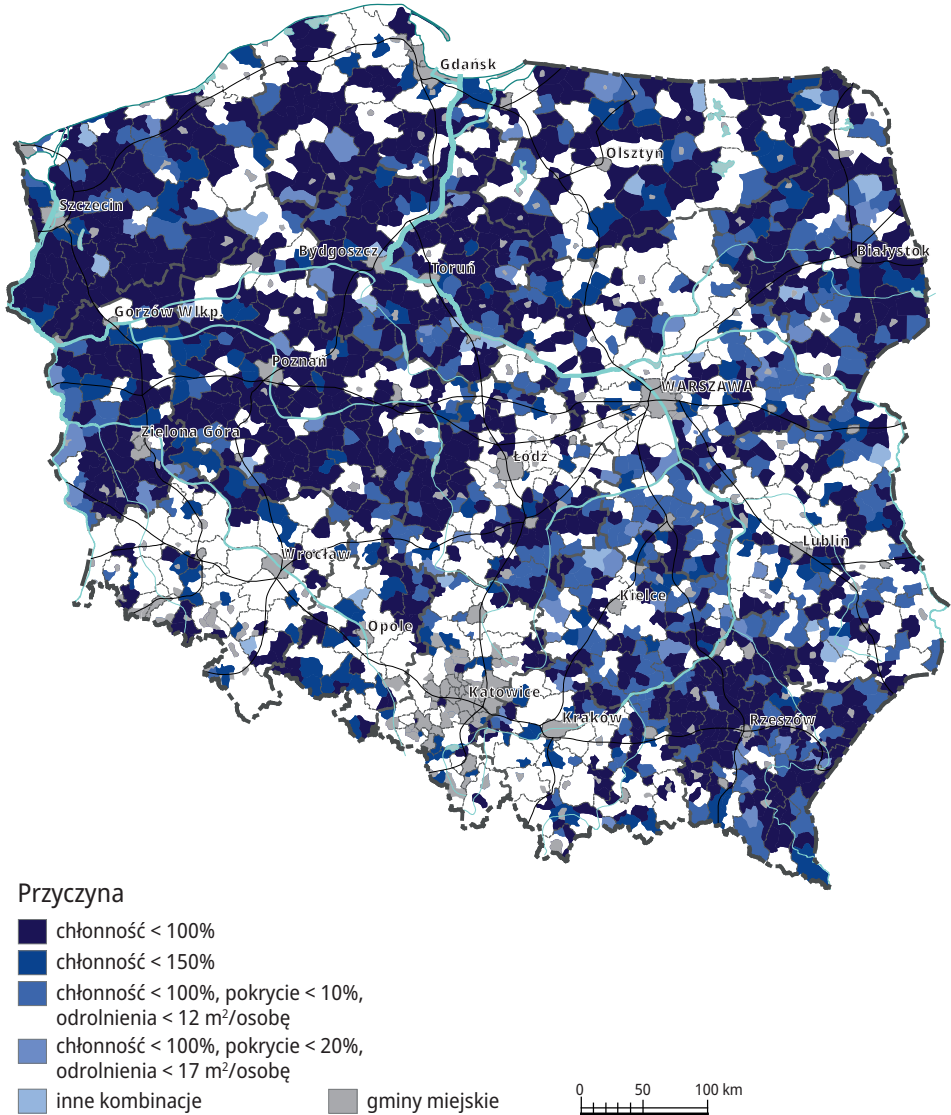 Gdańsk
Olsztyn
Szczecin
Bydgoszcz
Białystok
Toruń
Gorzów Wlkp.
Poznań
WARSZAWA
Zielona Góra
Łódź
Lublin
Wrocław
Kielce
Opole
Katowice
Kraków
Rzeszów
Przyczyna
chłonność < 100%
chłonność < 150%
chłonność < 100%, pokrycie < 10%,
odrolnienia < 12 m²/osobę
chłonność < 100%, pokrycie < 20%,
odrolnienia < 17 m²/osobę
inne kombinacje
gminy miejskie
0 50 100 km